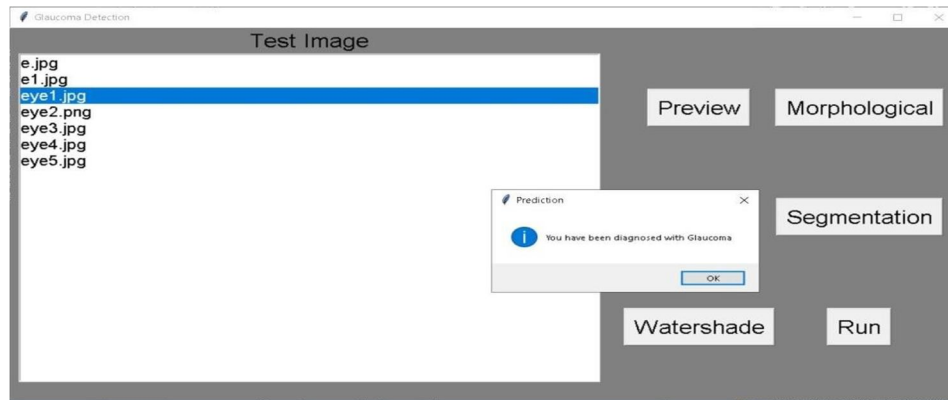 Glaucoma Detection
Test Image
e.jpg
e1.jpg
eye1.jpg
eye2.png
eye3.jpg
eye4.jpg
eye5.jpg
Preview
Morphological
Prediction
You have been diagnosed with Glaucoma
OK
Segmentation
Watershade
Run